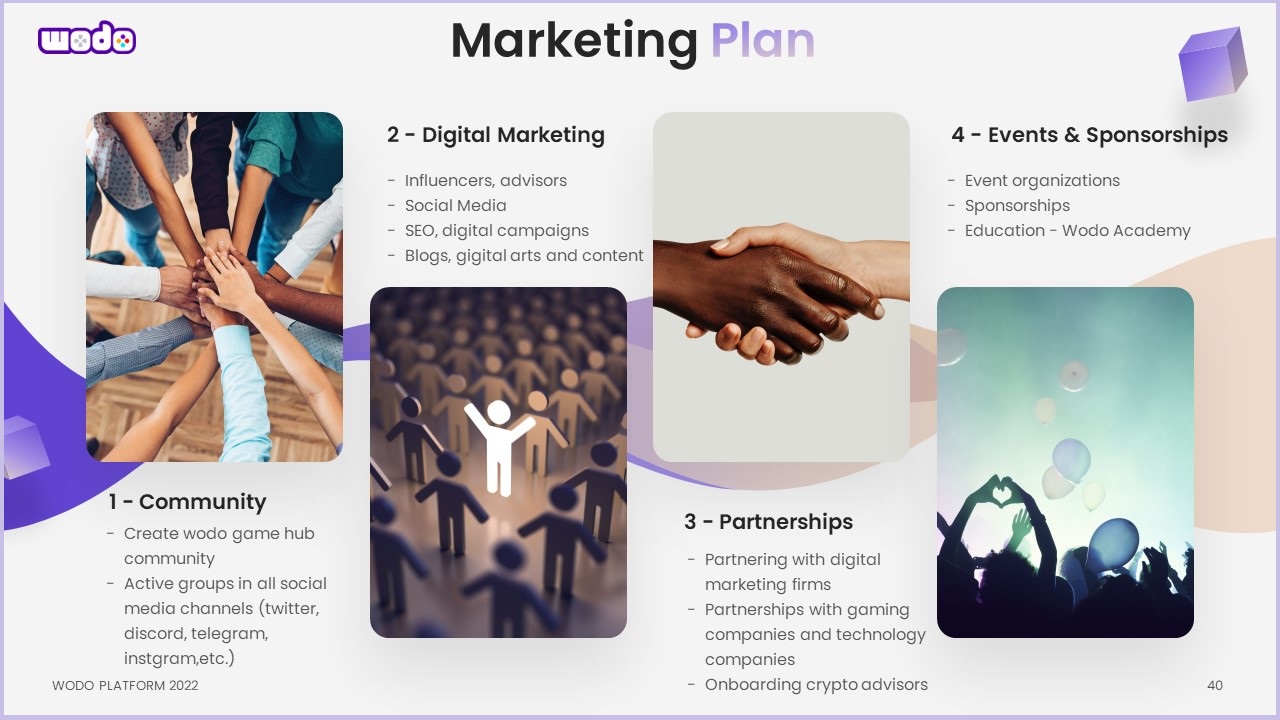 wodo
Marketing Plan
1 - Community
- Create wodo game hub
community
- Active groups in all social
media channels (twitter,
discord, telegram,
instgram,etc.)
2 - Digital Marketing
- Influencers, advisors
- Social Media
- SEO, digital campaigns
- Blogs, gigital arts and content
3 - Partnerships
- Partnering with digital
marketing firms
- Partnerships with gaming
companies and technology
companies
- Onboarding crypto advisors
4 - Events & Sponsorships
- Event organizations
- Sponsorships
- Education - Wodo Academy
WODO PLATFORM 2022
40